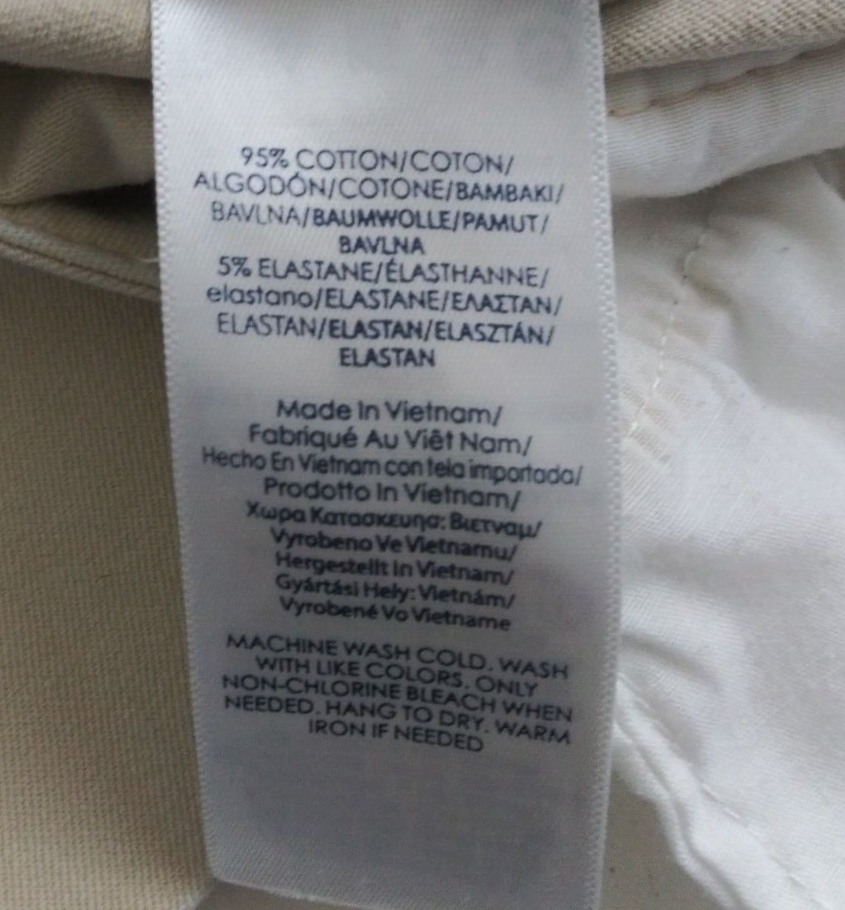 95% COTTON/COTON/
ALGODÓN/COTONE/BAMBAKI/
BAVLNA/BAUMWOLLE/PAMUT/
BAVLNA
5% ELASTANE/ÉLASTHANNE/
elastano/ELASTANE/ΕΛΑΣΤΑΝ/
ELASTAN/ELASTAN/ELASZTÁN/
ELASTAN
Made In Vietnam/
Fabriqué Au Viêt Nam/
Hecho En Vietnam con tela importada/
Prodotto In Vietnam/
Χωρα Κατασκευησ: Βιετναμ/
Vyrobeno Ve Vietnamu/
Hergestellt In Vietnam/
Gyártási Hely: Vietnám/
Vyrobené Vo Vietname
MACHINE WASH COLD. WASH
WITH LIKE COLORS. ONLY
NON-CHLORINE BLEACH WHEN
NEEDED. HANG TO DRY. WARM
IRON IF NEEDED